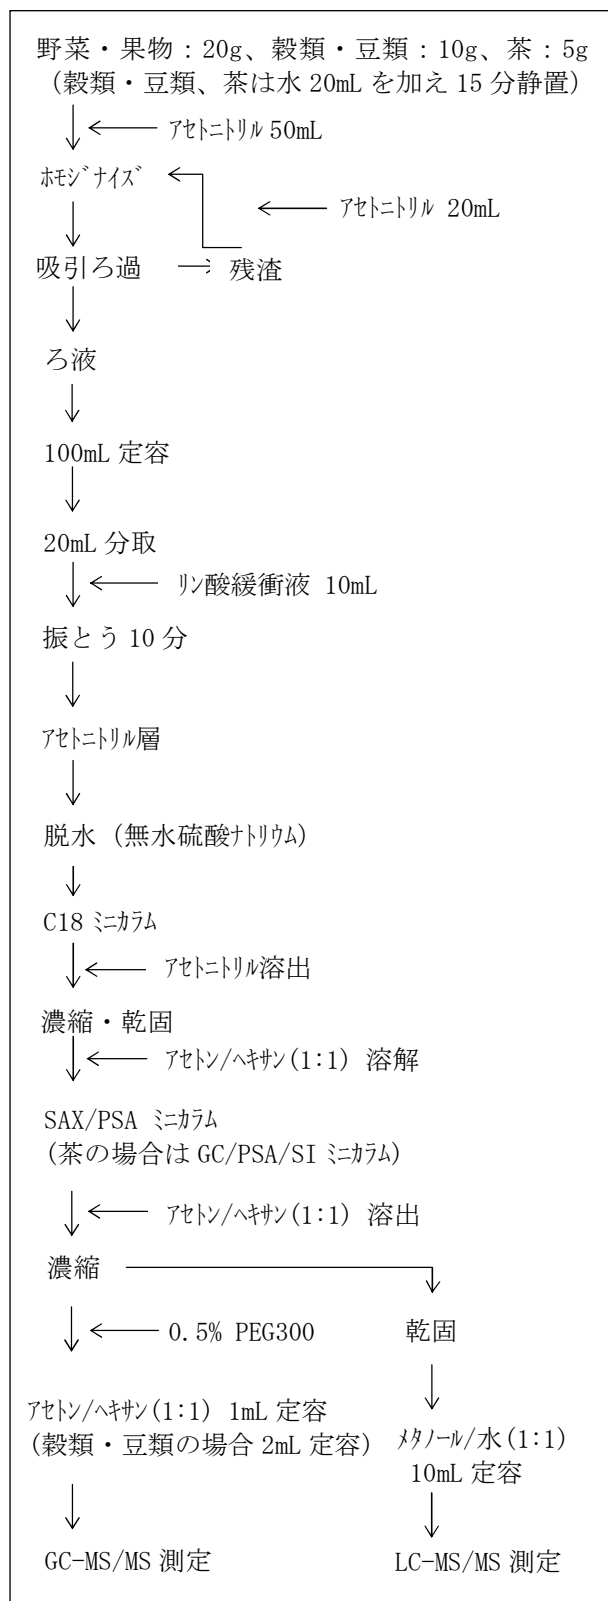 野菜・果物：20g、穀類・豆類：10g、茶：5g
（穀類・豆類、茶は水 20mL を加え 15 分静置）
ｱｾﾄﾆﾄﾘﾙ 50mL
ﾎﾓｼﾞﾅｲｽﾞ
ｱｾﾄﾆﾄﾘﾙ 20mL
吸引ろ過
残渣
ろ液
100mL 定容
20mL 分取
ﾘﾝ酸緩衝液 10mL
振とう 10 分
ｱｾﾄﾆﾄﾘﾙ層
脱水（無水硫酸ﾅﾄﾘｳﾑ）
C18 ﾐﾆｶﾗﾑ
ｱｾﾄﾆﾄﾘﾙ溶出
濃縮・乾固
ｱｾﾄﾝ/ﾍｷｻﾝ(1:1) 溶解
SAX/PSA ﾐﾆｶﾗﾑ
（茶の場合は GC/PSA/SI ﾐﾆｶﾗﾑ）
ｱｾﾄﾝ/ﾍｷｻﾝ(1:1) 溶出
濃縮
0.5% PEG300
乾固
ｱｾﾄﾝ/ﾍｷｻﾝ(1:1) 1mL 定容
（穀類・豆類の場合 2mL 定容）
ﾒﾀﾉｰﾙ/水(1:1)
10mL 定容
GC-MS/MS 測定
LC-MS/MS 測定